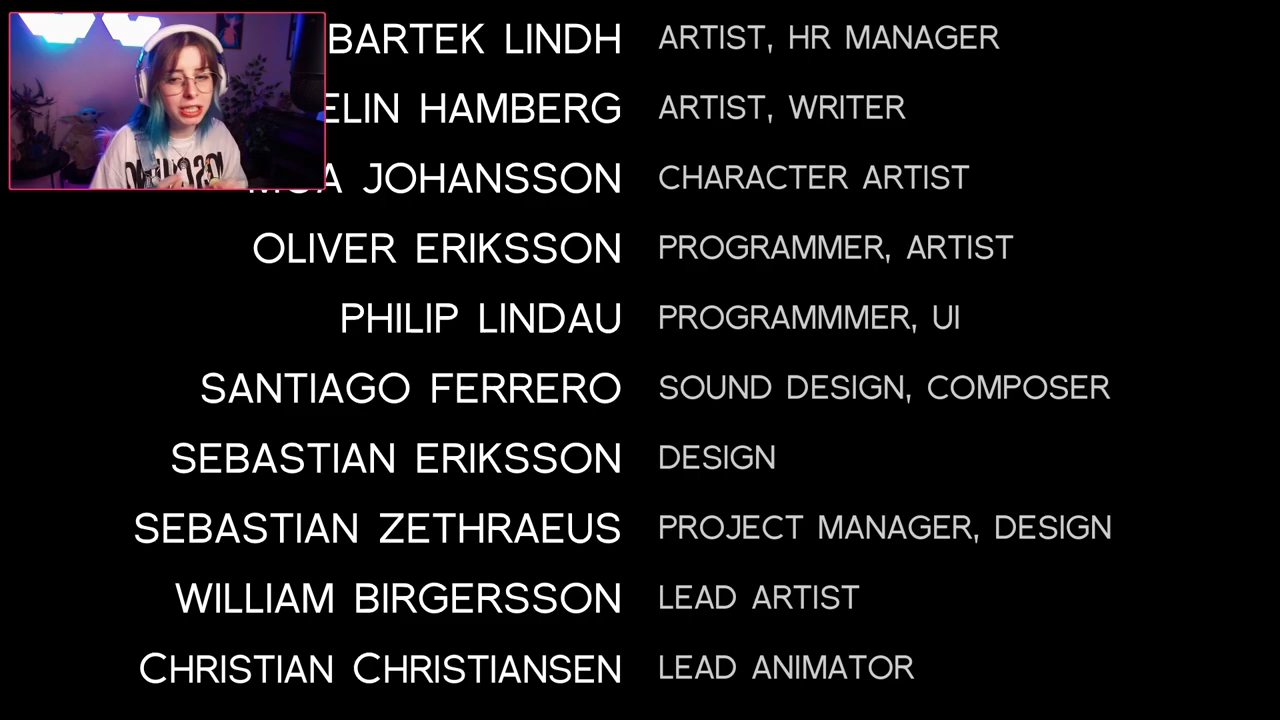 BARTEK LINDH ARTIST, HR MANAGER
ELIN HAMBERG ARTIST, WRITER
JOHANSSON CHARACTER ARTIST
OLIVER ERIKSSON PROGRAMMER, ARTIST
PHILIP LINDAU PROGRAMMMER, UI
SANTIAGO FERRERO SOUND DESIGN, COMPOSER
SEBASTIAN ERIKSSON DESIGN
SEBASTIAN ZETHRAEUS PROJECT MANAGER, DESIGN
WILLIAM BIRGERSSON LEAD ARTIST
CHRISTIAN CHRISTIANSEN LEAD ANIMATOR